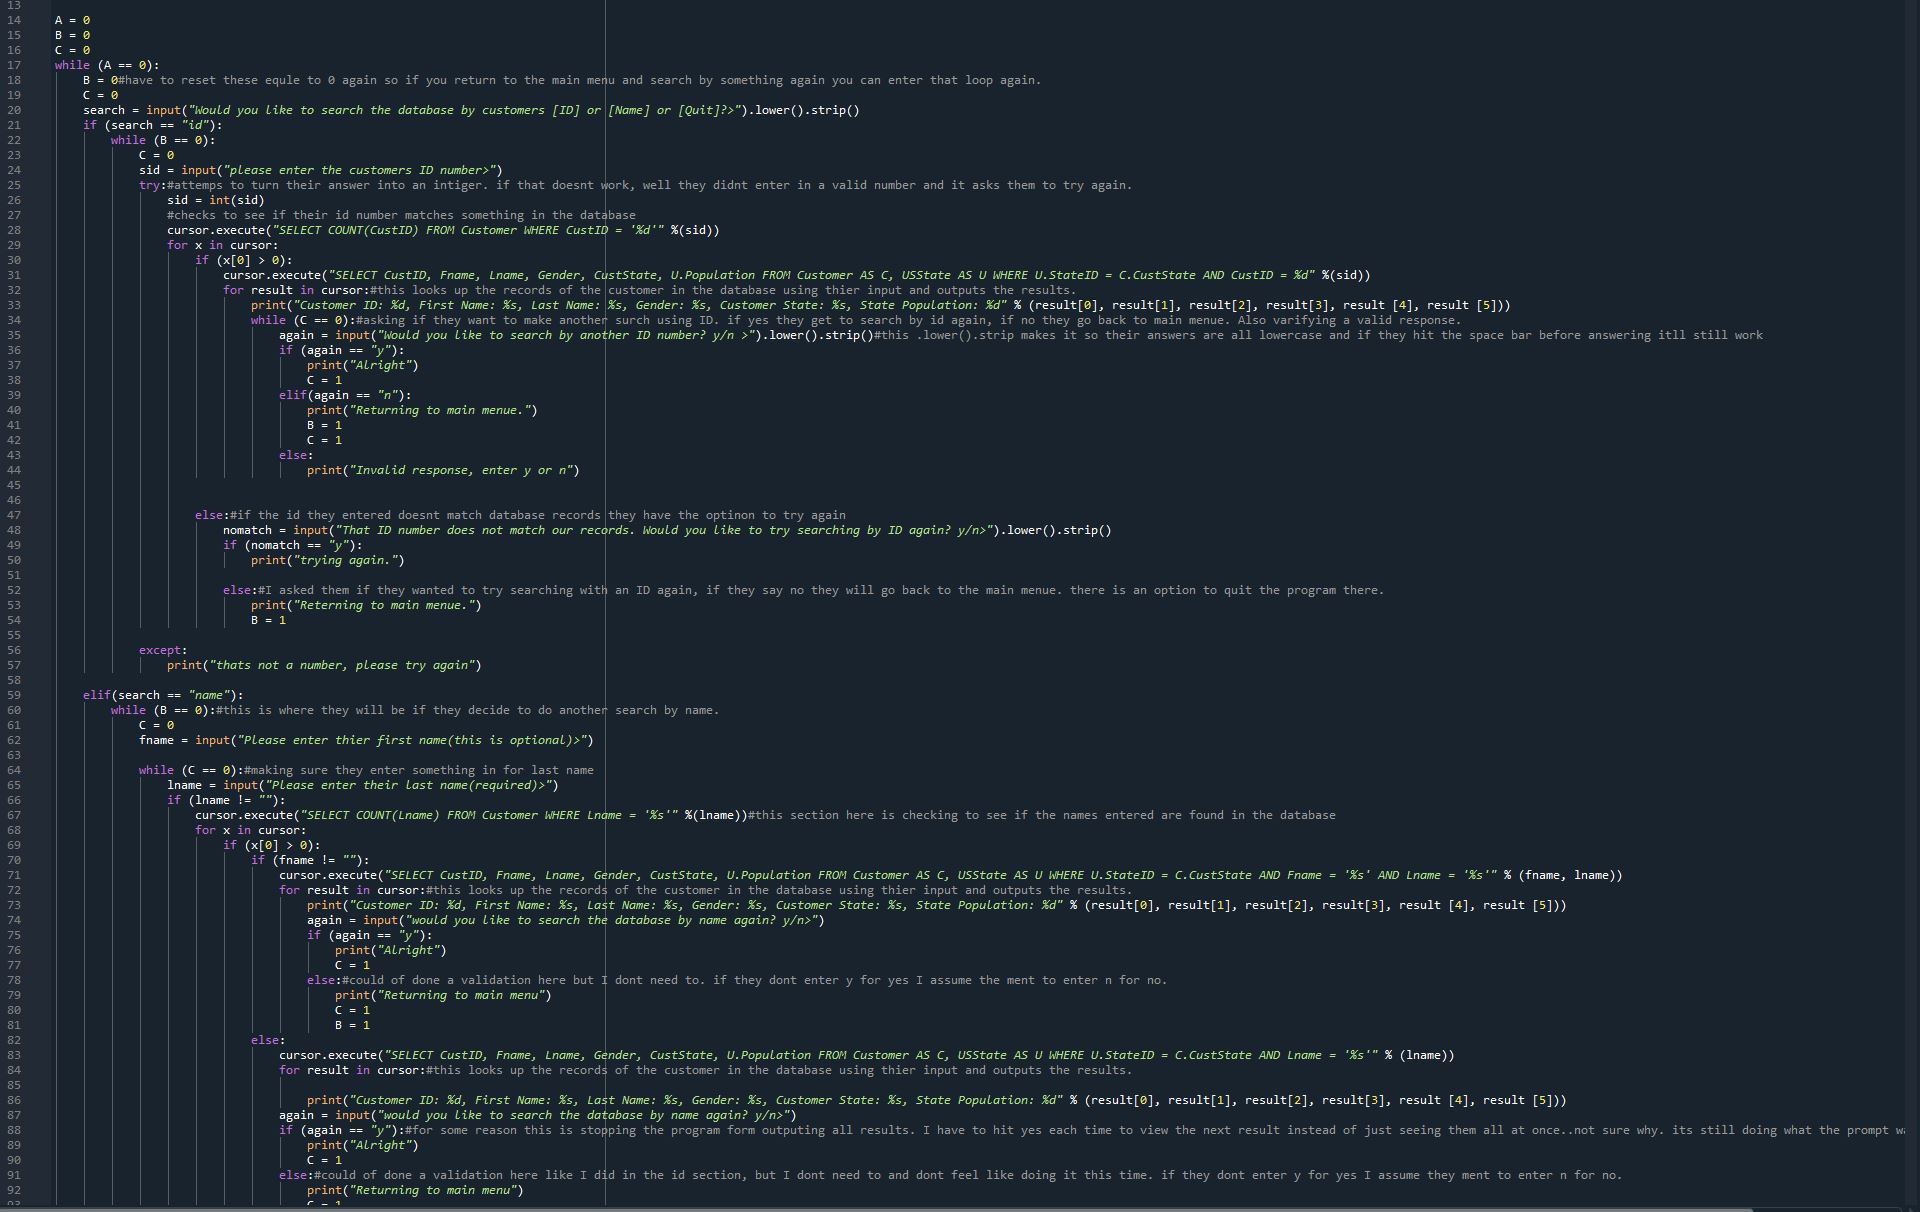 13
14 A = 0
15 B = 0
16 C = 0
17 while (A == 0):
18 B = 0#have to reset these equle to 0 again so if you return to the main menu and search by something again you can enter that loop again.
19 C = 0
20 search = input("Would you like to search the database by customers [ID] or [Name] or [Quit]?>").lower().strip()
21 if (search == "id"):
22 while (B == 0):
23 C = 0
24 sid = input("please enter the customers ID number>")
25 try:#attemps to turn their answer into an intiger. if that doesnt work, well they didnt enter in a valid number and it asks them to try again.
26 sid = int(sid)
27 #checks to see if their id number matches something in the database
28 cursor.execute("SELECT COUNT(CustID) FROM Customer WHERE CustID = '%d'" %(sid))
29 for x in cursor:
30 if (x[0] > 0):
31 cursor.execute("SELECT CustID, Fname, Lname, Gender, CustState, U.Population FROM Customer AS C, USState AS U WHERE U.StateID = C.CustState AND CustID = %d" %(sid))
32 for result in cursor:#this looks up the records of the customer in the database using thier input and outputs the results.
33 print("Customer ID: %d, First Name: %s, Last Name: %s, Gender: %s, Customer State: %s, State Population: %d" % (result[0], result[1], result[2], result[3], result [4], result [5]))
34 while (C == 0):#asking if they want to make another surch using ID. if yes they get to search by id again, if no they go back to main menue. Also varifying a valid response.
35 again = input("Would you like to search by another ID number? y/n >").lower().strip()#this .lower().strip makes it so their answers are all lowercase and if they hit the space bar before answering itll still work
36 if (again == "y"):
37 print("Alright")
38 C = 1
39 elif(again == "n"):
40 print("Returning to main menue.")
41 B = 1
42 C = 1
43 else:
44 print("Invalid response, enter y or n")
45
46
47 else:#if the id they entered doesnt match database records they have the optinon to try again
48 nomatch = input("That ID number does not match our records. Would you like to try searching by ID again? y/n>").lower().strip()
49 if (nomatch == "y"):
50 print("trying again.")
51
52 else:#I asked them if they wanted to try searching with an ID again, if they say no they will go back to the main menue. there is an option to quit the program there.
53 print("Reterning to main menue.")
54 B = 1
55
56 except:
57 print("thats not a number, please try again")
58
59 elif(search == "name"):
60 while (B == 0):#this is where they will be if they decide to do another search by name.
61 C = 0
62 fname = input("Please enter thier first name(this is optional)>")
63
64 while (C == 0):#making sure they enter something in for last name
65 lname = input("Please enter their last name(required)>")
66 if (lname != ""):
67 cursor.execute("SELECT COUNT(Lname) FROM Customer WHERE Lname = '%s'" %(lname))#this section here is checking to see if the names entered are found in the database
68 for x in cursor:
69 if (x[0] > 0):
70 if (fname != ""):
71 cursor.execute("SELECT CustID, Fname, Lname, Gender, CustState, U.Population FROM Customer AS C, USState AS U WHERE U.StateID = C.CustState AND Fname = '%s' AND Lname = '%s'" % (fname, lname))
72 for result in cursor:#this looks up the records of the customer in the database using thier input and outputs the results.
73 print("Customer ID: %d, First Name: %s, Last Name: %s, Gender: %s, Customer State: %s, State Population: %d" % (result[0], result[1], result[2], result[3], result [4], result [5]))
74 again = input("would you like to search the database by name again? y/n>")
75 if (again == "y"):
76 print("Alright")
77 C = 1
78 else:#could of done a validation here but I dont need to. if they dont enter y for yes I assume the ment to enter n for no.
79 print("Returning to main menu")
80 C = 1
81 B = 1
82 else:
83 cursor.execute("SELECT CustID, Fname, Lname, Gender, CustState, U.Population FROM Customer AS C, USState AS U WHERE U.StateID = C.CustState AND Lname = '%s'" % (lname))
84 for result in cursor:#this looks up the records of the customer in the database using thier input and outputs the results.
85
86 print("Customer ID: %d, First Name: %s, Last Name: %s, Gender: %s, Customer State: %s, State Population: %d" % (result[0], result[1], result[2], result[3], result [4], result [5]))
87 again = input("would you like to search the database by name again? y/n>")
88 if (again == "y"):#for some reason this is stopping the program form outputing all results. I have to hit yes each time to view the next result instead of just seeing them all at once..not sure why. its still doing what the prompt
89 print("Alright")
90 C = 1
91 else:#could of done a validation here like I did in the id section, but I dont need to and dont feel like doing it this time. if they dont enter y for yes I assume they ment to enter n for no.
92 print("Returning to main menu")